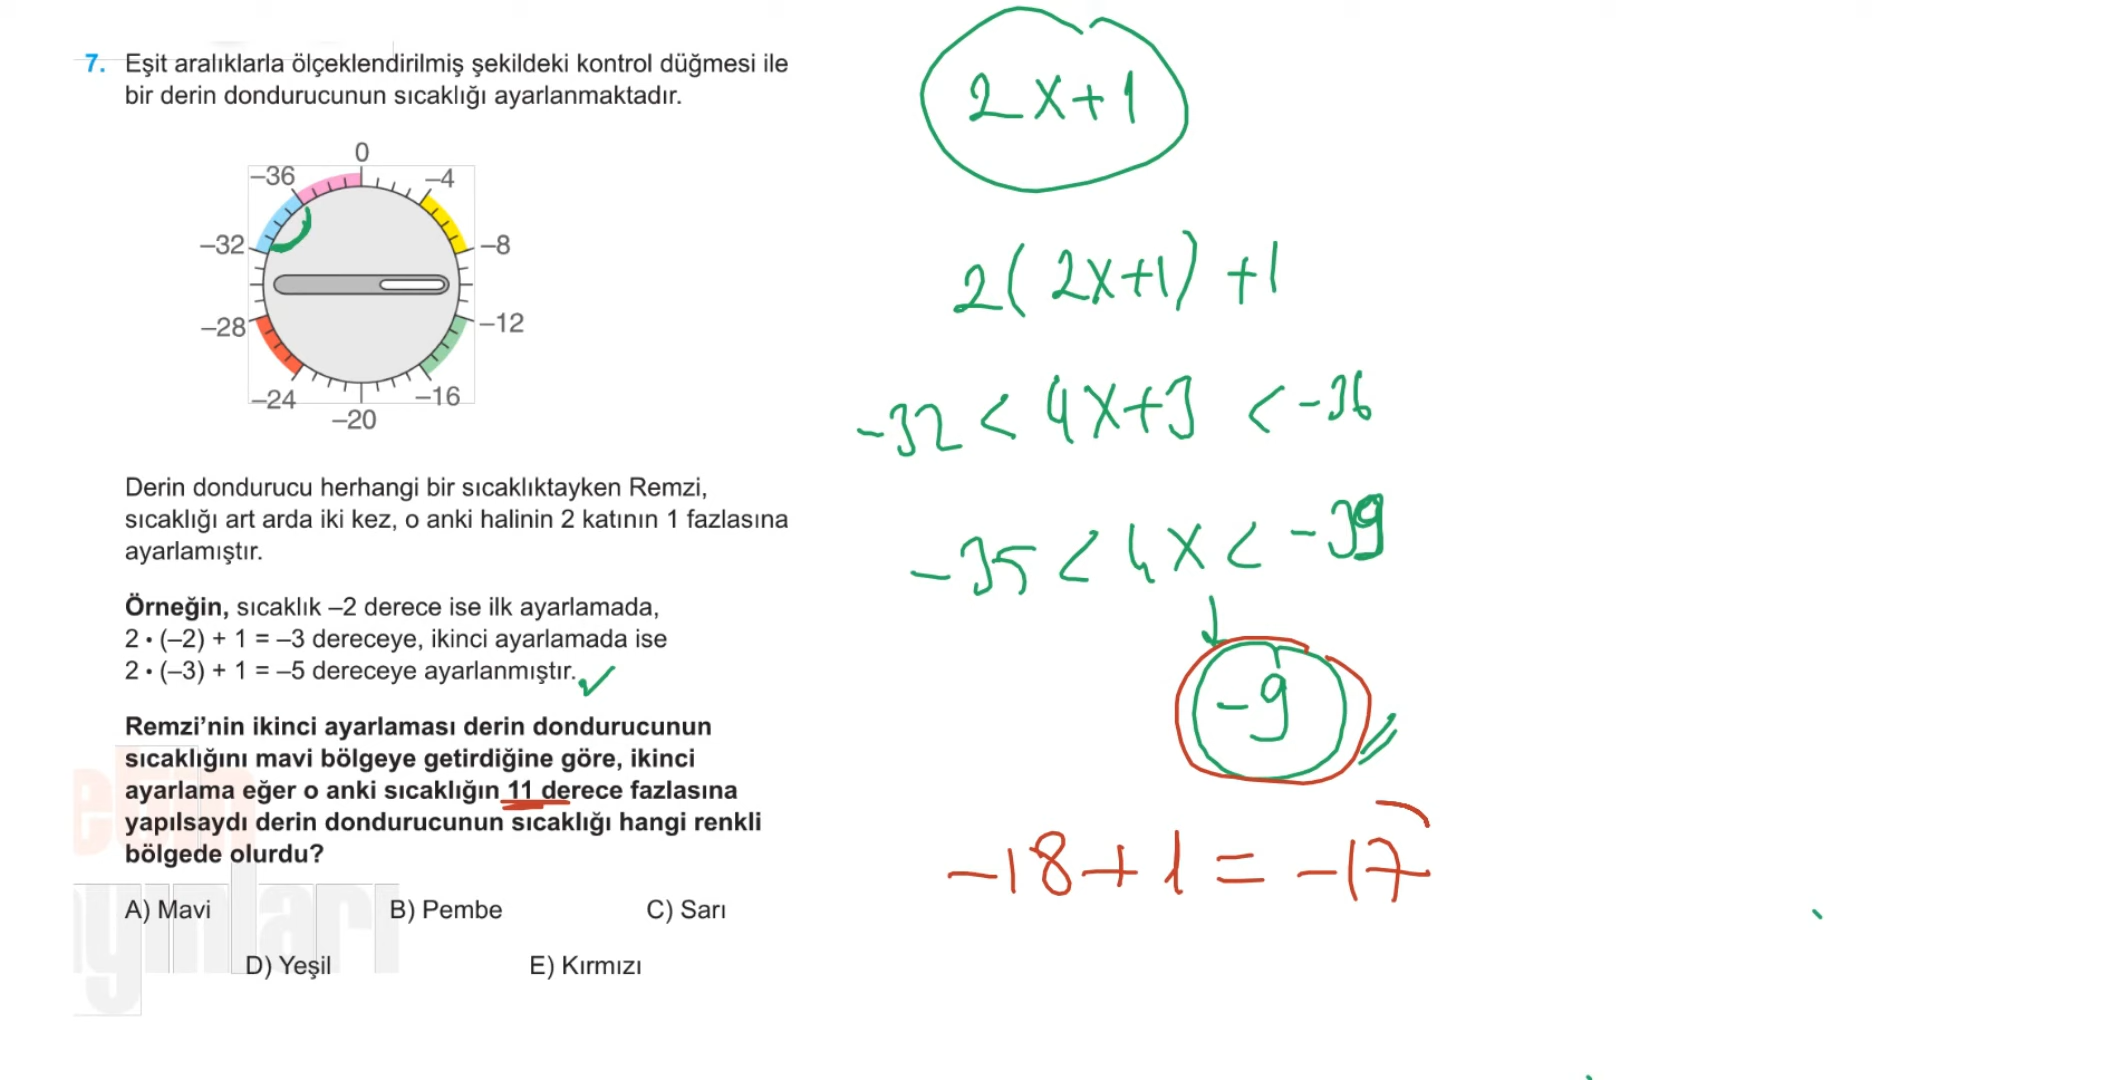 7. Eşit aralıklarla ölçeklendirilmiş şekildeki kontrol düğmesi ile
bir derin dondurucunun sıcaklığı ayarlanmaktadır.
0
–36
–4
–32
–8
–28
–12
–24
–16
–20
Derin dondurucu herhangi bir sıcaklıktayken Remzi,
sıcaklığı art arda iki kez, o anki halinin 2 katının 1 fazlasına
ayarlamıştır.
Örneğin, sıcaklık –2 derece ise ilk ayarlamada,
2 • (–2) + 1 = –3 dereceye, ikinci ayarlamada ise
2 • (–3) + 1 = –5 dereceye ayarlanmıştır.
Remzi’nin ikinci ayarlaması derin dondurucunun
sıcaklığını mavi bölgeye getirdiğine göre, ikinci
ayarlama eğer o anki sıcaklığın 11 derece fazlasına
yapılsaydı derin dondurucunun sıcaklığı hangi renkli
bölgede olurdu?
A) Mavi B) Pembe C) Sarı
D) Yeşil E) Kırmızı
2x+1
2(2x+1)+1
-32 < 4x+3 < -36
-35 < 4x < -39
-9
-18+1 = -17